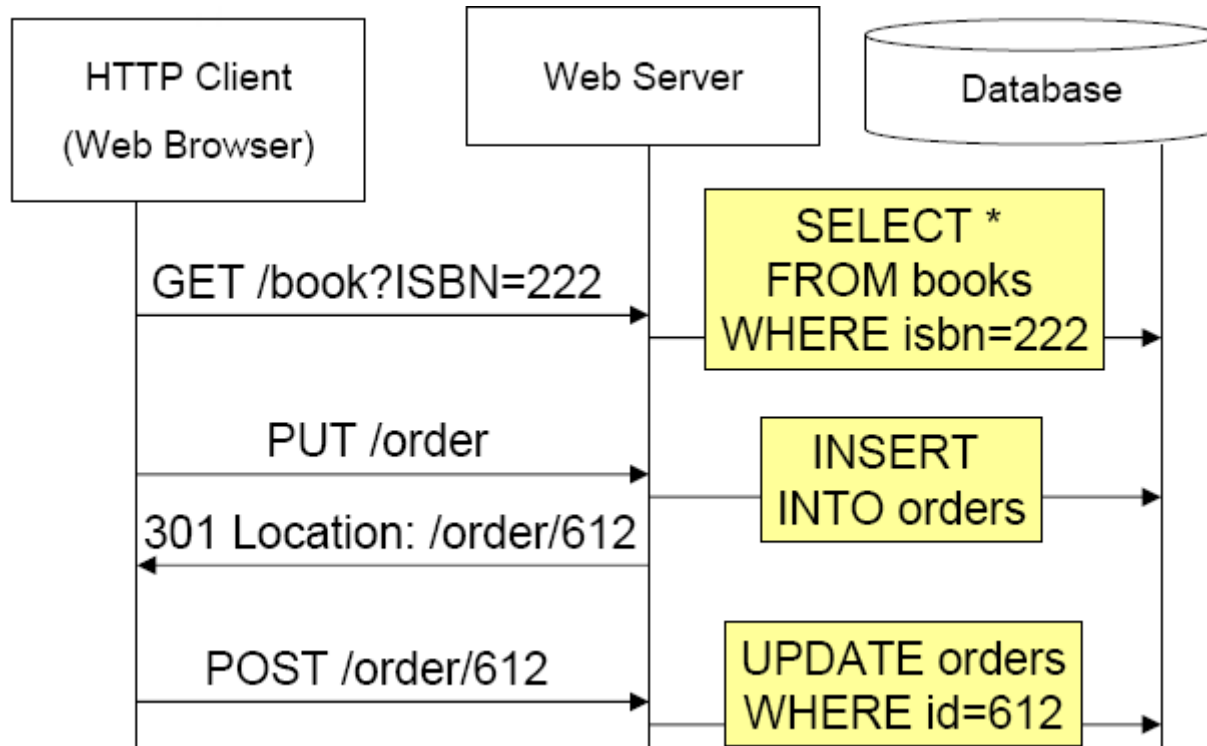 HTTP Client
(Web Browser)
Web Server
Database
GET /book?ISBN=222
SELECT *
FROM books
WHERE isbn=222
PUT /order
INSERT
INTO orders
301 Location: /order/612
POST /order/612
UPDATE orders
WHERE id=612